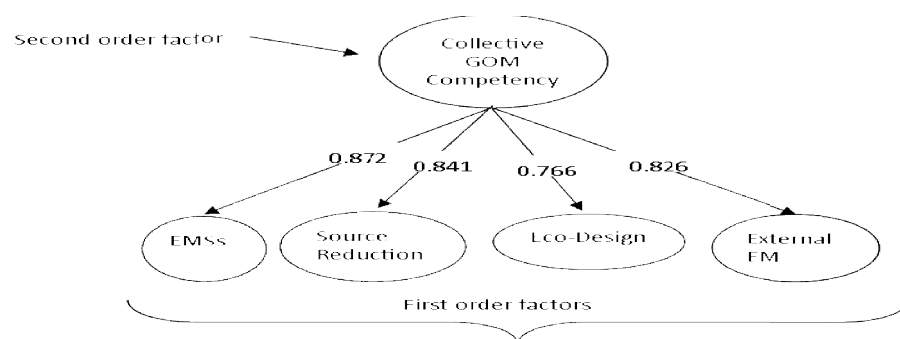 Second order factor
Collective
GOM
Competency
0.872
0.841
0.766
0.826
EMSs
Source
Reduction
Eco-Design
External
EM
First order factors